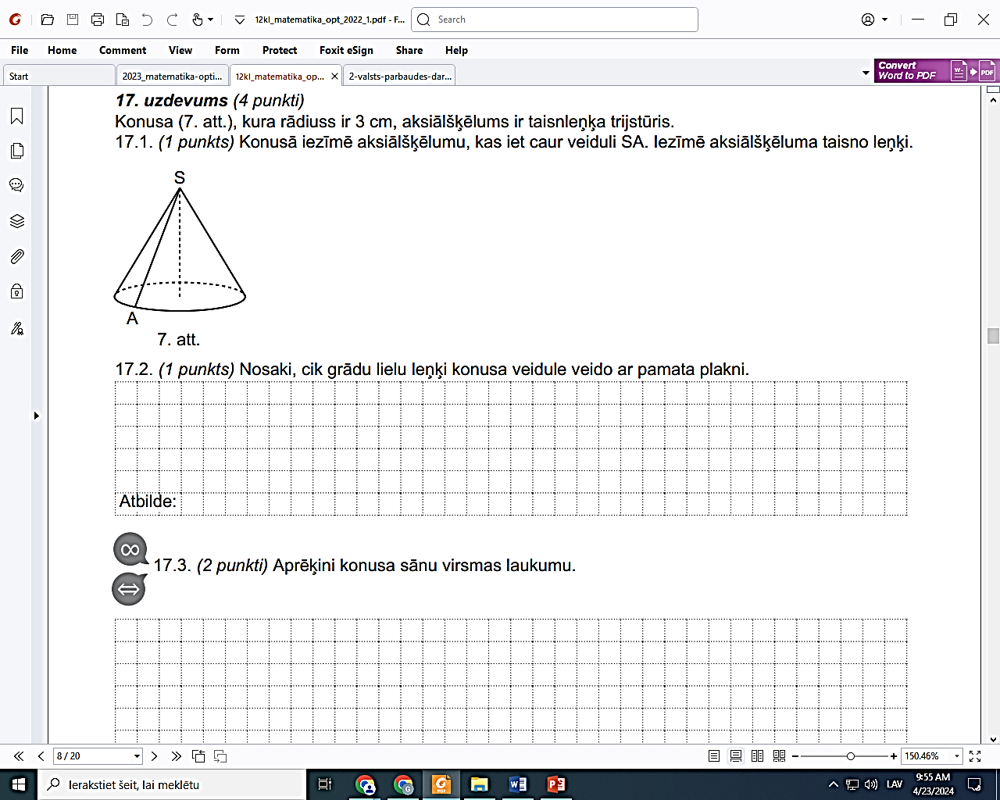 12kl_matematika_opt_2022_1.pdf - F...
Search
File Home Comment View Form Protect Foxit eSign Share Help
Start
2023_matematika-opti...
12kl_matematika_op...
2-valsts-parbaudes-dar...
Convert
Word to PDF
W
PDF
17. uzdevums (4 punkti)
Konusa (7. att.), kura rādiuss ir 3 cm, aksiālšķēlums ir taisnleņķa trijstūris.
17.1. (1 punkts) Konusā iezīmē aksiālšķēlumu, kas iet caur veiduli SA. Iezīmē aksiālšķēluma taisno leņķi.
S
A
7. att.
17.2. (1 punkts) Nosaki, cik grādu lielu leņķi konusa veidule veido ar pamata plakni.
Atbilde:
17.3. (2 punkti) Aprēķini konusa sānu virsmas laukumu.
8 / 20
150.46%
Ierakstiet šeit, lai meklētu
G
PDF
LAV
9:55 AM
4/23/2024